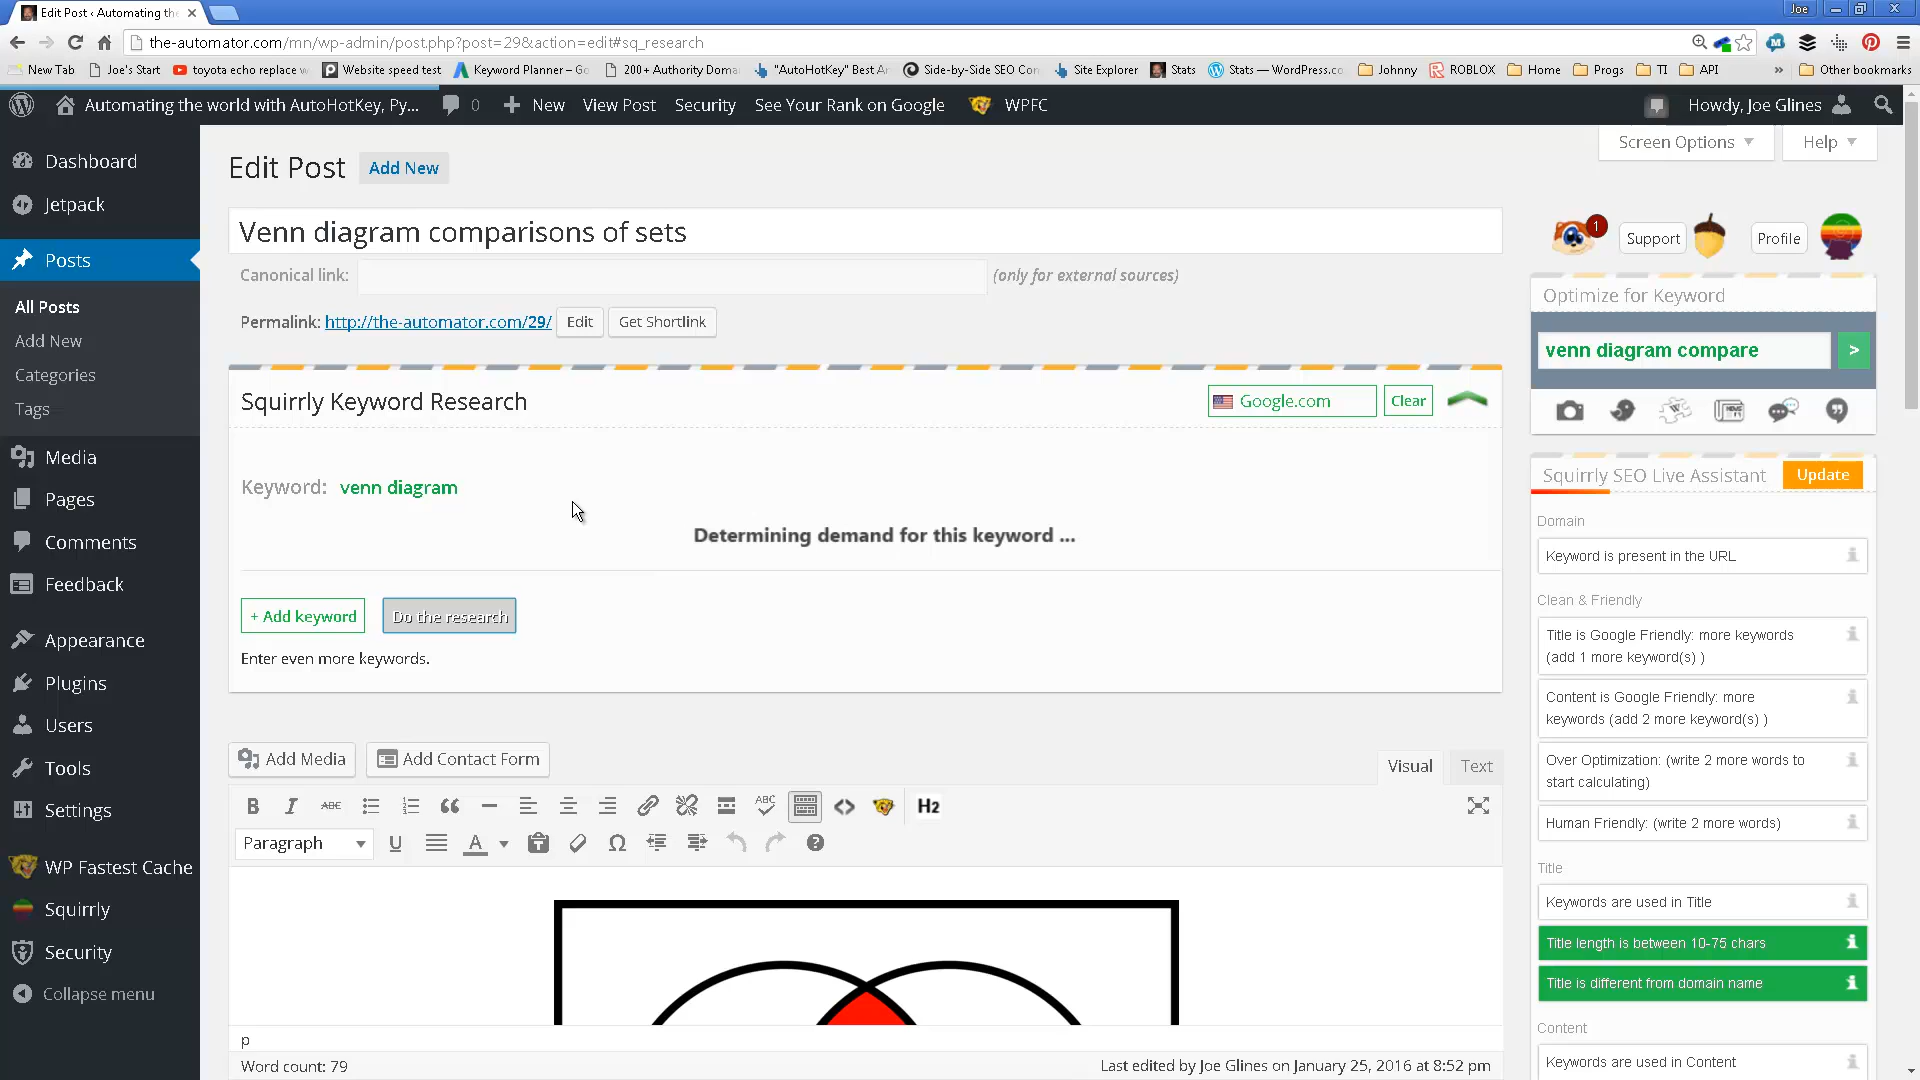 Edit Post ‹ Automating the
Joe
the-automator.com/mn/wp-admin/post.php?post=29&action=edit#sq_research
New Tab
Joe's Start
toyota echo replace
Website speed test
Keyword Planner – Go
200+ Authority Domai
"AutoHotKey" Best Ar
Side-by-Side SEO Con
Site Explorer
Stats
Stats — WordPress.co
Johnny
ROBLOX
Home
Progs
TI
API
»
Other bookmarks
Automating the world with AutoHotKey, Py...
0
New
View Post
Security
See Your Rank on Google
WPFC
Howdy, Joe Glines
Dashboard
Jetpack
Posts
All Posts
Add New
Categories
Tags
Media
Pages
Comments
Feedback
Appearance
Plugins
Users
Tools
Settings
WP Fastest Cache
Squirrly
Security
Collapse menu
Screen Options
Help
Edit Post
Add New
Venn diagram comparisons of sets
Canonical link:
(only for external sources)
Permalink: http://the-automator.com/29/
Edit
Get Shortlink
Squirrly Keyword Research
Google.com
Clear
Keyword: venn diagram
Determining demand for this keyword ...
+ Add keyword
Do the research
Enter even more keywords.
Add Media
Add Contact Form
Visual
Text
B
I
ABC
ABC
H2
Paragraph
U
A
Ω
p
Word count: 79
Last edited by Joe Glines on January 25, 2016 at 8:52 pm
1
Support
Profile
Optimize for Keyword
venn diagram compare
>
NEWS
Squirrly SEO Live Assistant
Update
Domain
Keyword is present in the URL
Clean & Friendly
Title is Google Friendly: more keywords
(add 1 more keyword(s) )
Content is Google Friendly: more
keywords (add 2 more keyword(s) )
Over Optimization: (write 2 more words to
start calculating)
Human Friendly: (write 2 more words)
Title
Keywords are used in Title
Title length is between 10-75 chars
Title is different from domain name
Content
Keywords are used in Content